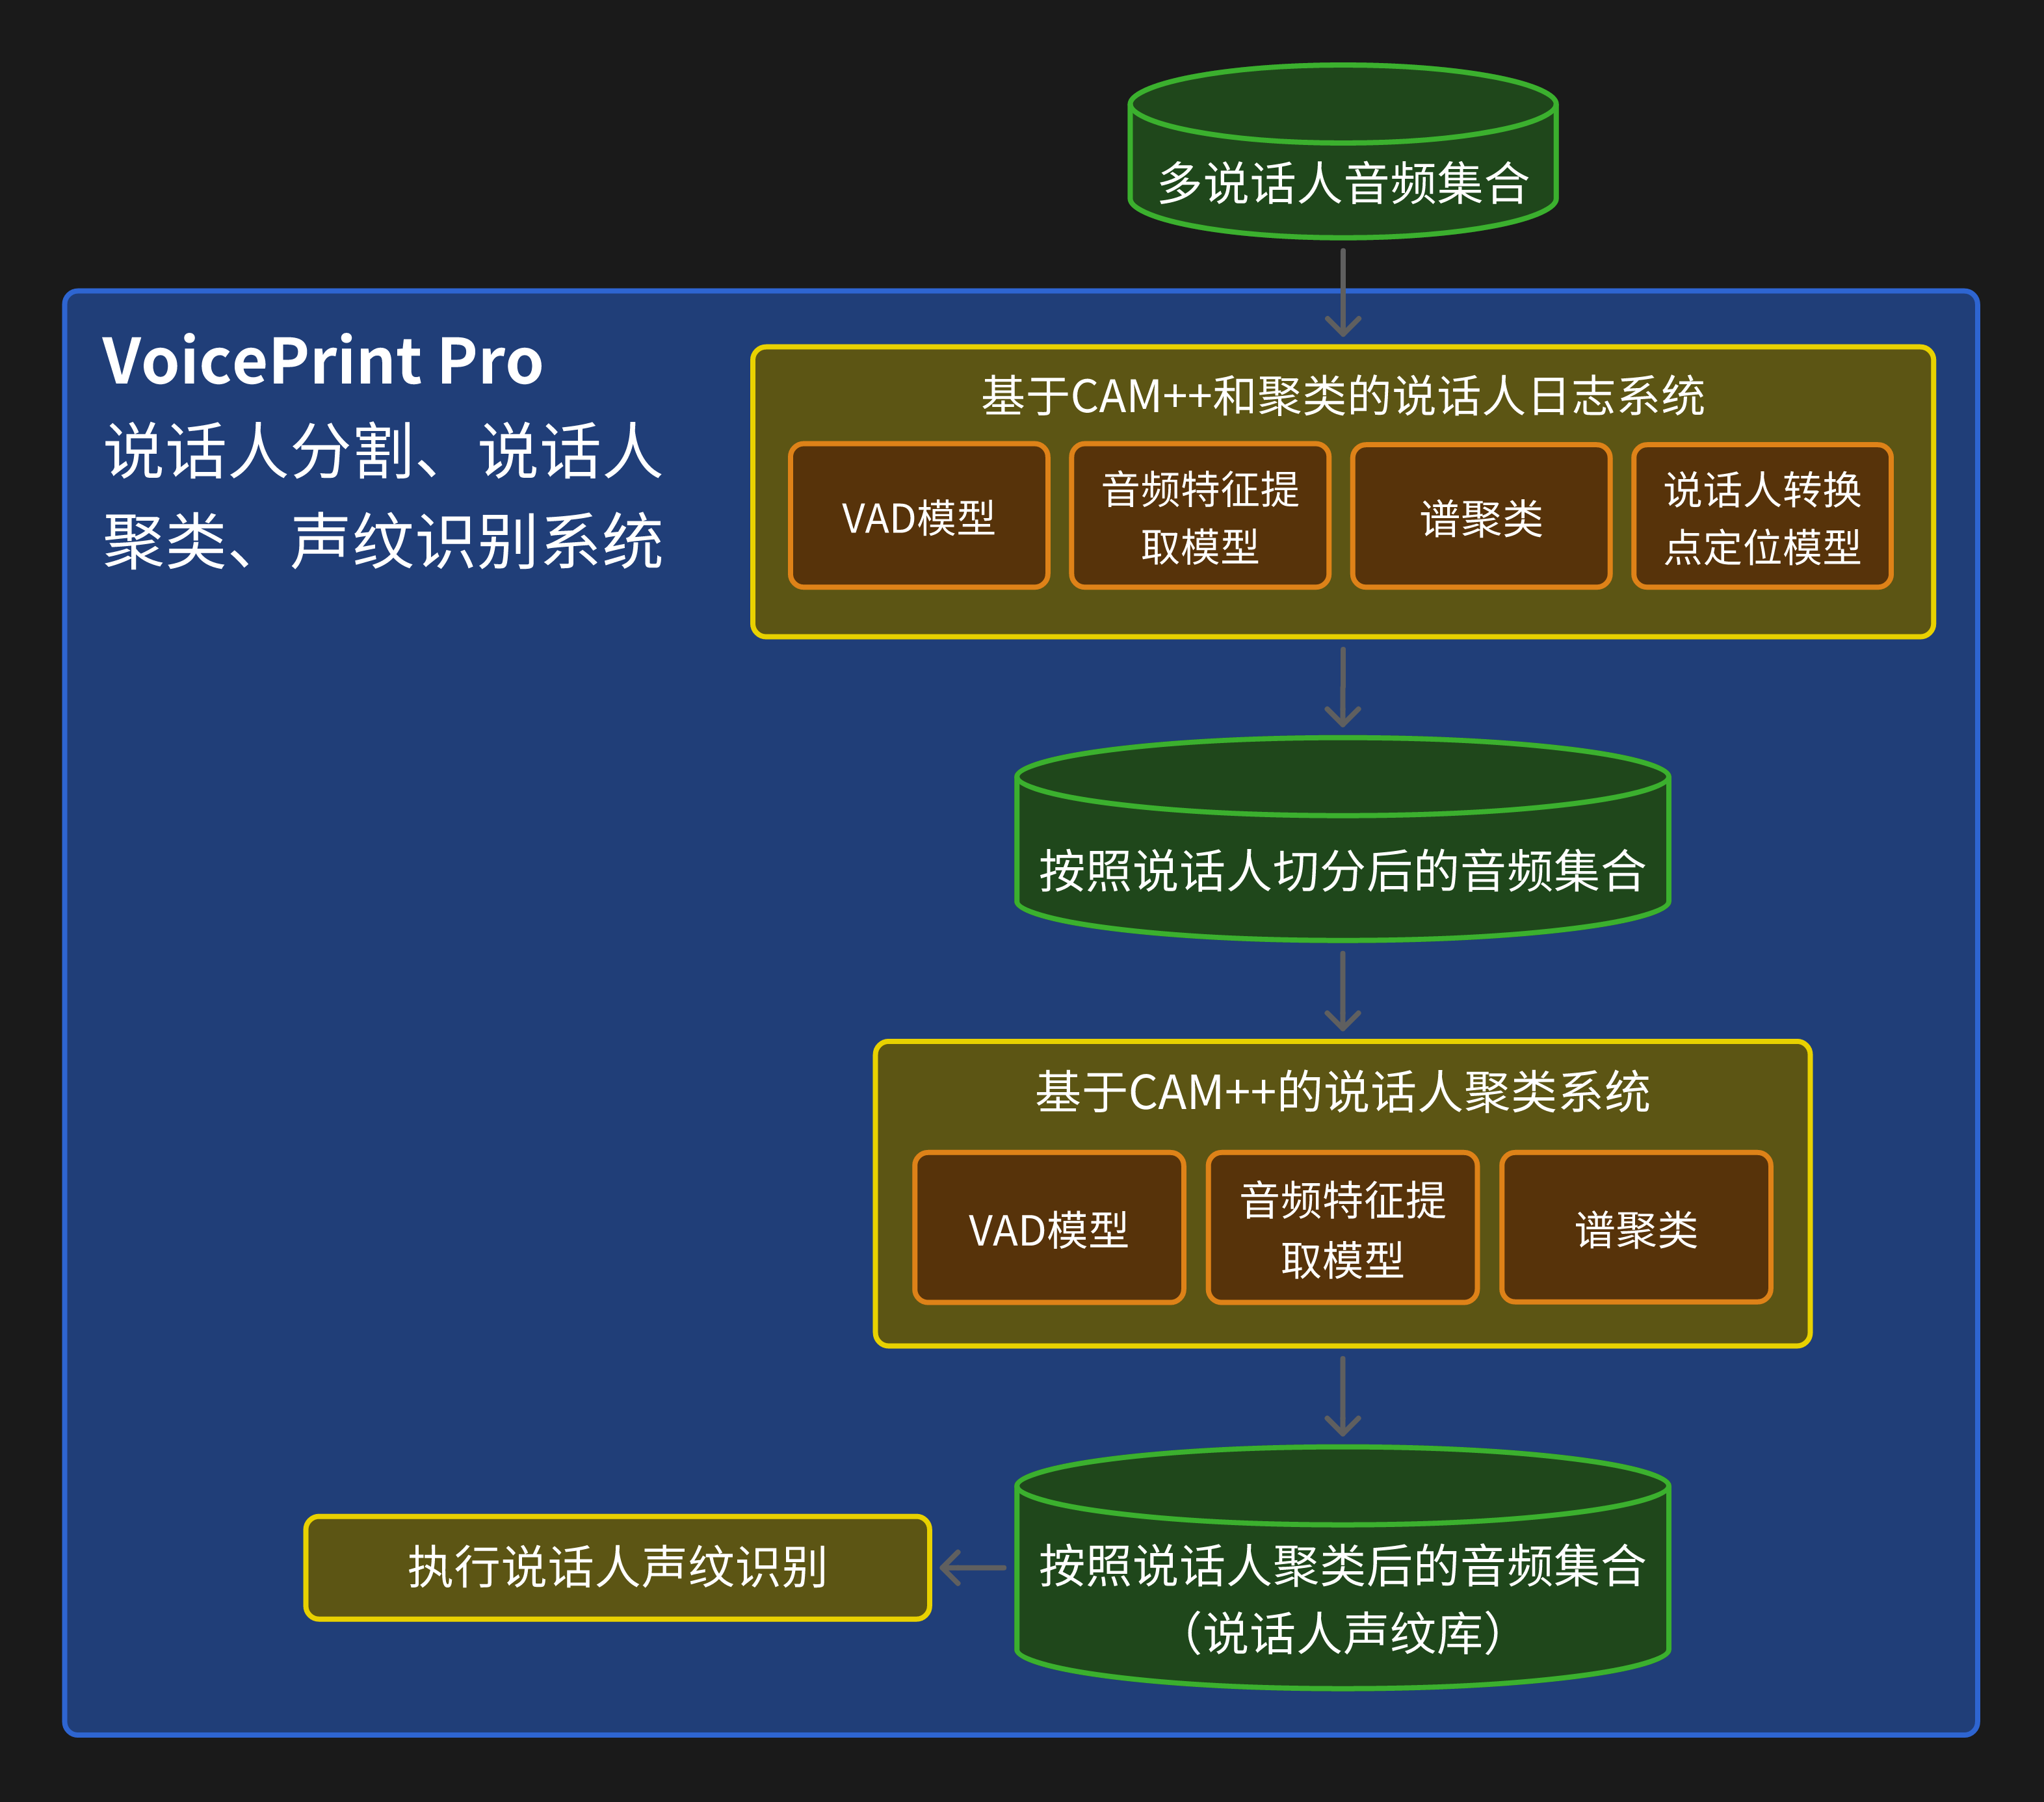 多说话人音频集合
VoicePrint Pro
说话人分割、说话人
聚类、声纹识别系统
基于CAM++和聚类的说话人日志系统
VAD模型
音频特征提
取模型
谱聚类
说话人转换
点定位模型
按照说话人切分后的音频集合
基于CAM++的说话人聚类系统
VAD模型
音频特征提
取模型
谱聚类
按照说话人聚类后的音频集合
（说话人声纹库）
执行说话人声纹识别